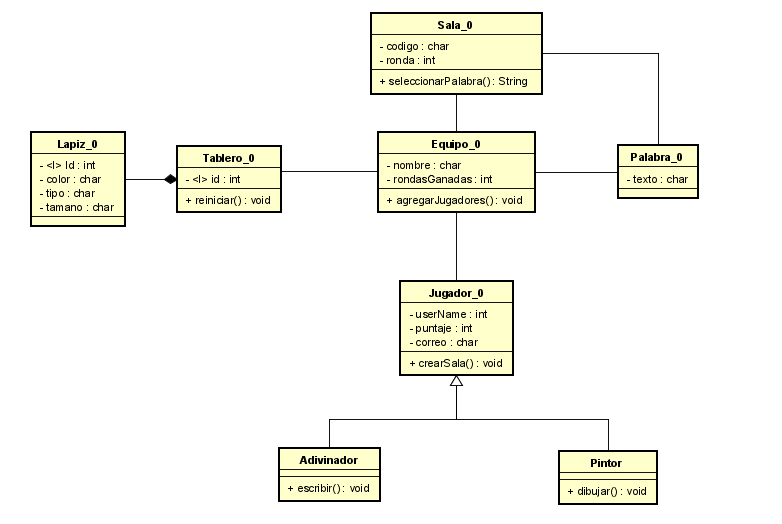 Sala_0
- codigo : char
- ronda : int
+ seleccionarPalabra() : String
Lapiz_0
- <I> Id : int
- color : char
- tipo : char
- tamano : char
Tablero_0
- <I> id : int
+ reiniciar() : void
Equipo_0
- nombre : char
- rondasGanadas : int
+ agregarJugadores() : void
Palabra_0
- texto : char
Jugador_0
- userName : int
- puntaje : int
- correo : char
+ crearSala() : void
Adivinador
+ escribir() : void
Pintor
+ dibujar() : void